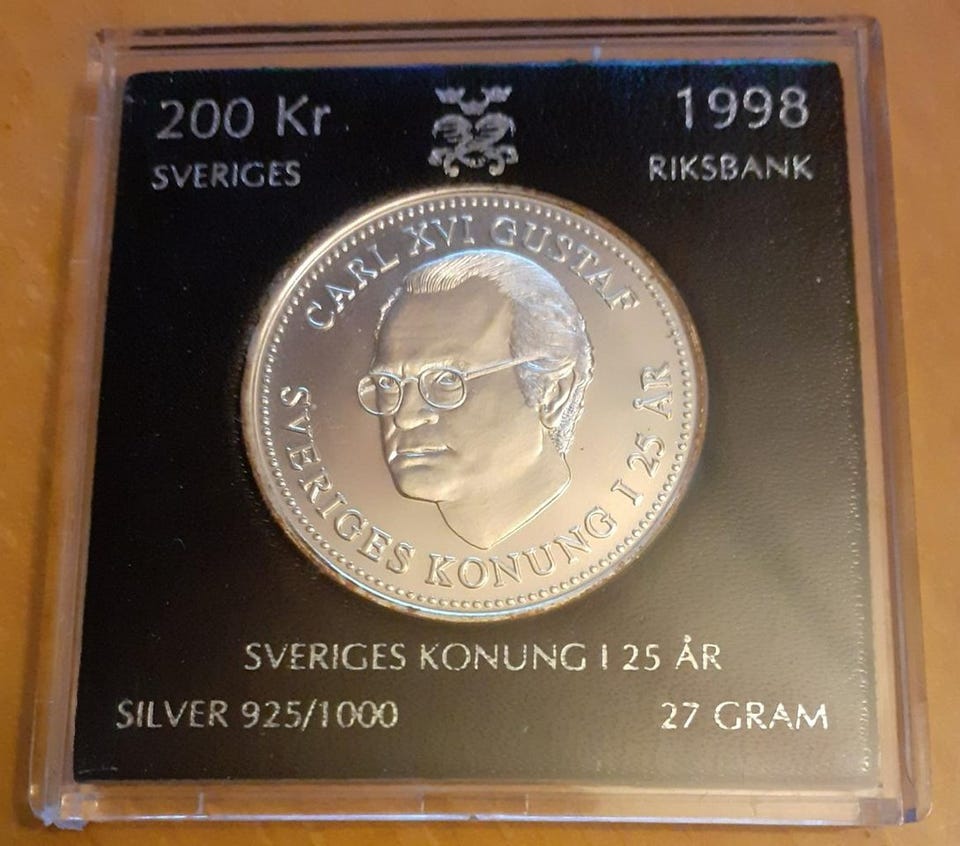 200 Kr
1998
SVERIGES
RIKSBANK
CARL XVI GUSTAF
SVERIGES KONUNG I 25 ÅR
SVERIGES KONUNG I 25 ÅR
SILVER 925/1000
27 GRAM